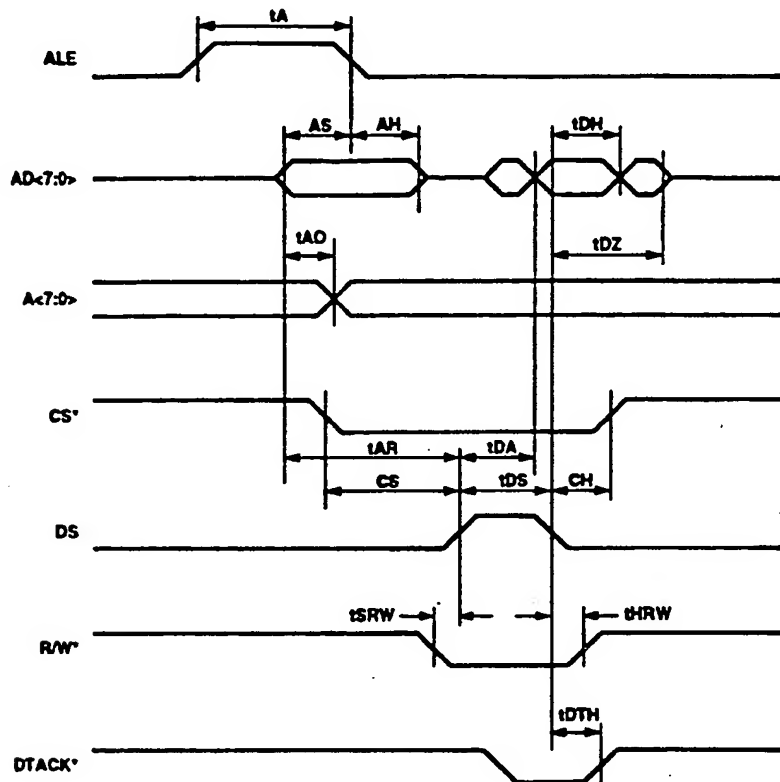 tA
ALE
AS AH tDH
AD<7:0>
tAD tDZ
A<7:0>
CS*
tAR tDA
CS tDS CH
DS
tSRW tHRW
R/W*
tDTH
DTACK*